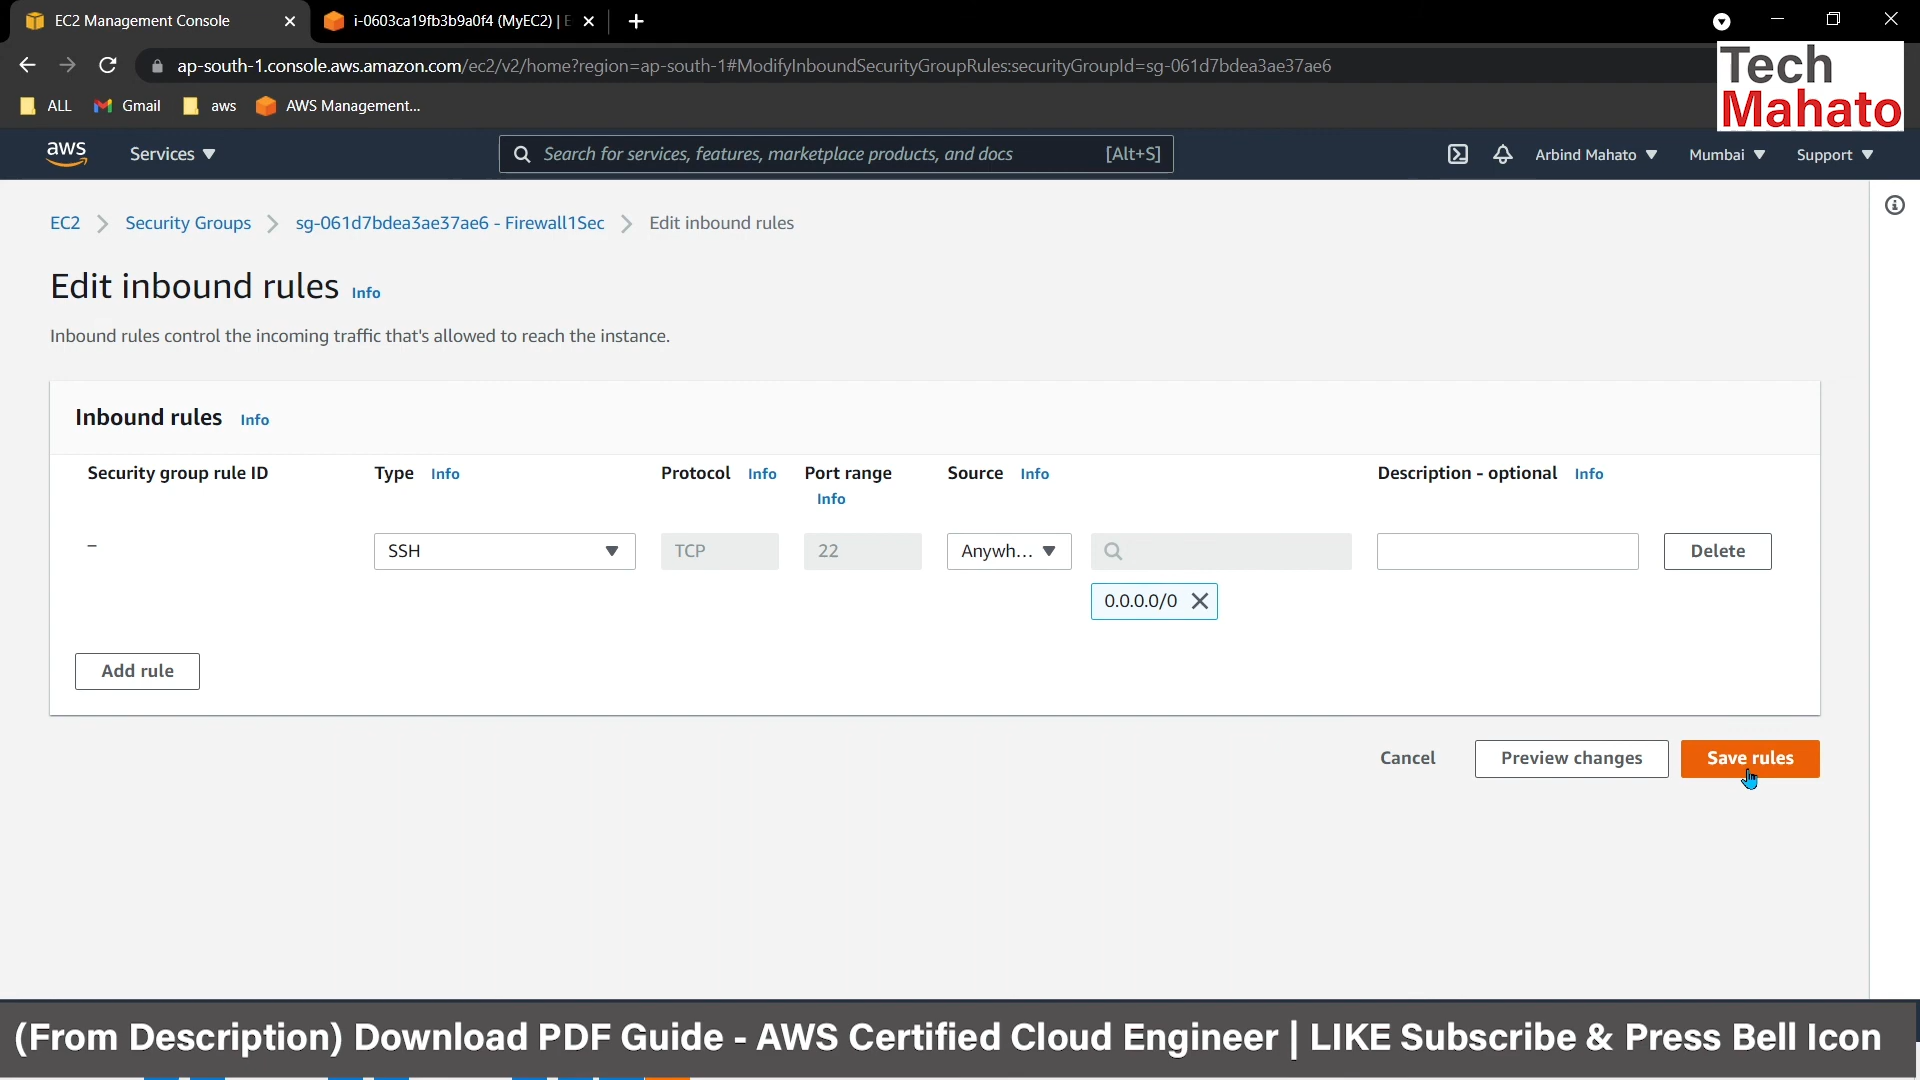 EC2 Management Console
i-0603ca19fb3b9a0f4 (MyEC2) | E
ap-south-1.console.aws.amazon.com/ec2/v2/home?region=ap-south-1#ModifyInboundSecurityGroupRules:securityGroupId=sg-061d7bdea3ae37ae6
Tech
Mahato
ALL Gmail aws AWS Management...
aws Services Search for services, features, marketplace products, and docs [Alt+S] Arbind Mahato Mumbai Support
EC2 Security Groups sg-061d7bdea3ae37ae6 - Firewall1Sec Edit inbound rules
Edit inbound rules Info
Inbound rules control the incoming traffic that's allowed to reach the instance.
Inbound rules Info
Security group rule ID Type Info Protocol Info Port range Info Source Info Description - optional Info
– SSH TCP 22 Anywh... Delete
0.0.0.0/0
Add rule
Cancel Preview changes Save rules
(From Description) Download PDF Guide - AWS Certified Cloud Engineer | LIKE Subscribe & Press Bell Icon